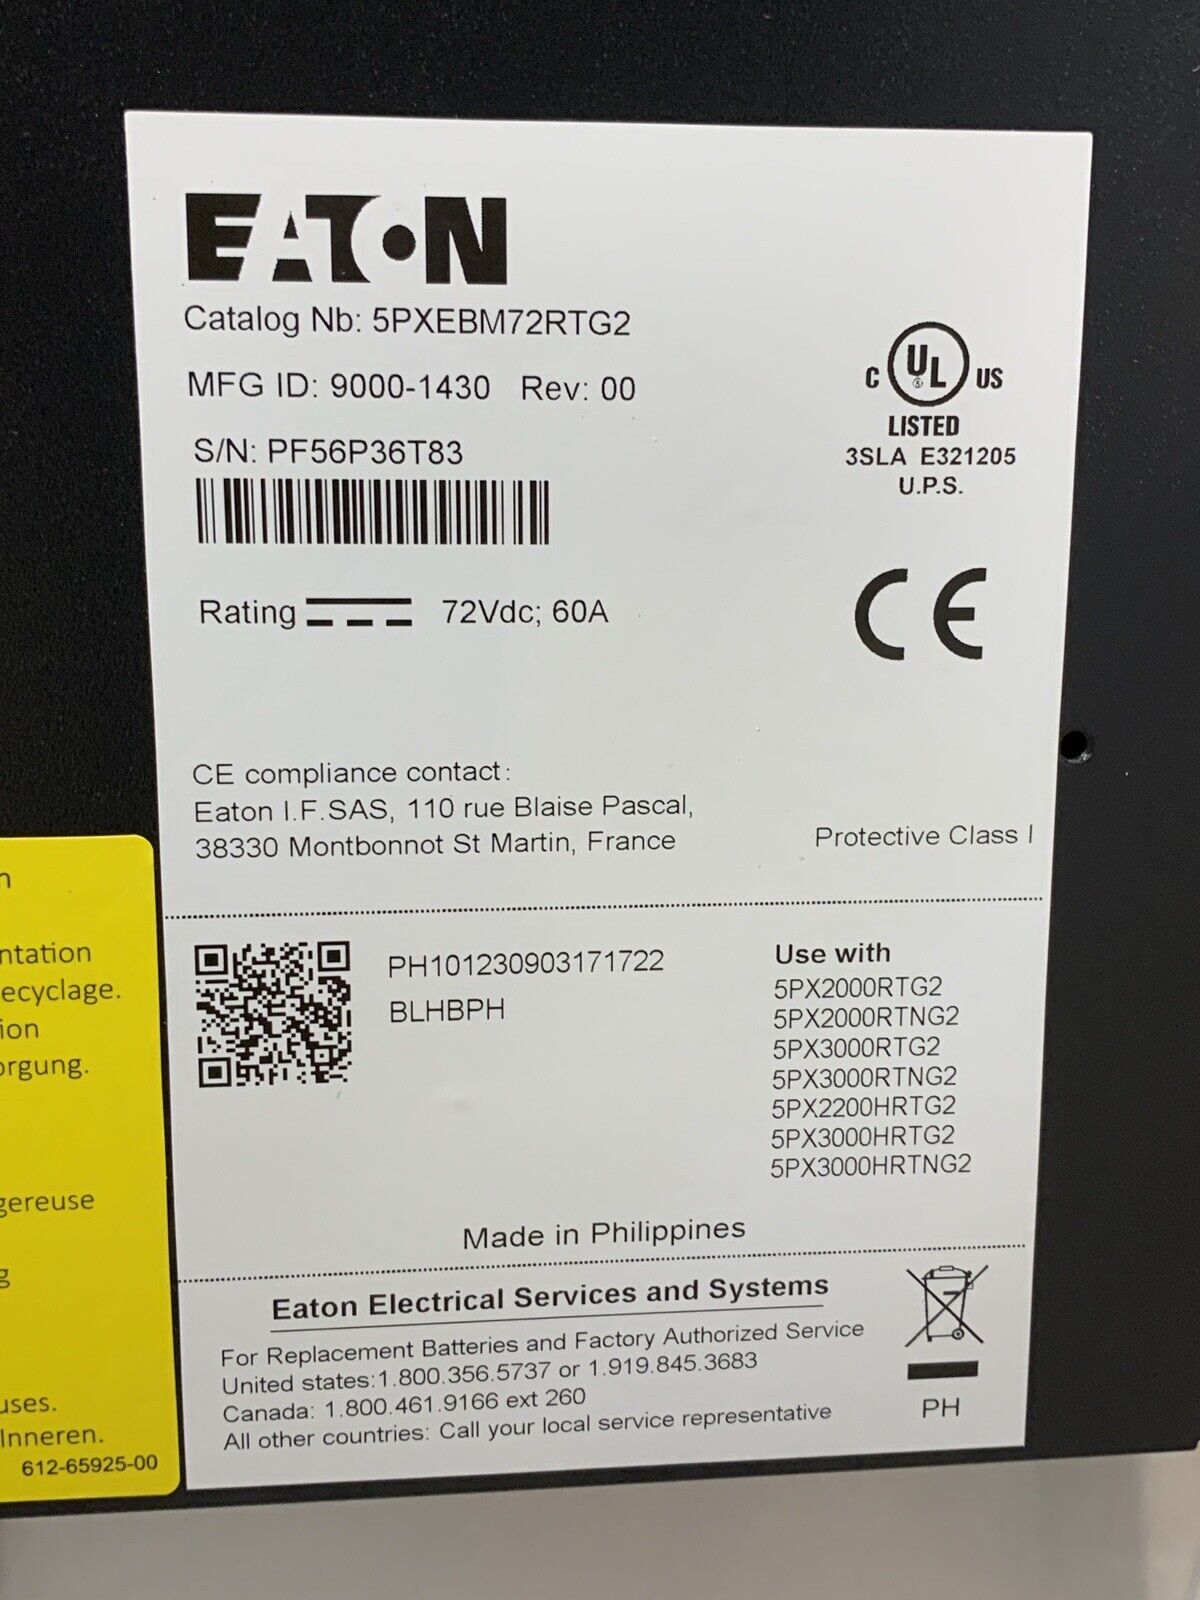 EATON
Catalog Nb: 5PXEBM72RTG2
MFG ID: 9000-1430 Rev: 00
S/N: PF56P36T83
Rating 72Vdc; 60A
C UL US
LISTED
3SLA E321205
U.P.S.
CE
CE compliance contact:
Eaton I.F.SAS, 110 rue Blaise Pascal,
38330 Montbonnot St Martin, France
Protective Class I
PH101230903171722
BLHBPH
Use with
5PX2000RTG2
5PX2000RTNG2
5PX3000RTG2
5PX3000RTNG2
5PX2200HRTG2
5PX3000HRTG2
5PX3000HRTNG2
Made in Philippines
Eaton Electrical Services and Systems
For Replacement Batteries and Factory Authorized Service
United states:1.800.356.5737 or 1.919.845.3683
Canada: 1.800.461.9166 ext 260
All other countries: Call your local service representative
PH
n
ntation
ecyclage.
ion
orgung.
gereuse
g
uses.
Inneren.
612-65925-00